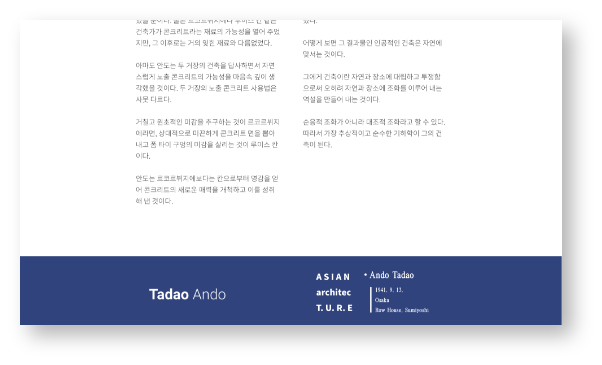 건축가가 콘크리트라는 재료의 가능성을 열어 주었
지만, 그 이후로는 거의 잊힌 재료와 다름없었다.
아마도 안도는 두 거장의 건축을 답사하면서 자연
스럽게 노출 콘크리트의 가능성을 마음속 깊이 생
각했을 것이다. 두 거장의 노출 콘크리트 사용법은
사뭇 다르다.
거칠고 원초적인 미감을 추구하는 것이 르코르뷔지
에라면, 상대적으로 미끈하게 콘크리트 면을 뽑아
내고 폼 타이 구멍의 미감을 살리는 것이 루이스 칸
이다.
안도는 르코르뷔지에보다는 칸으로부터 영감을 얻
어 콘크리트의 새로운 매력을 개척하고 이를 성취
해 낸 것이다.
있다.
어떻게 보면 그 결과물인 인공적인 건축은 자연에
맞서는 것이다.
그에게 건축이란 자연과 장소에 대립하고 투쟁함
으로써 오히려 자연과 장소에 조화를 이루어 내는
역설을 만들어 내는 것이다.
순응적 조화가 아니라 대조적 조화라고 할 수 있다.
따라서 가장 추상적이고 순수한 기하학이 그의 건
축이 된다.
Tadao Ando
ASIAN
architec
T.U.R.E
• Ando Tadao
1941. 9. 13.
Osaka
Row House, Sumiyoshi